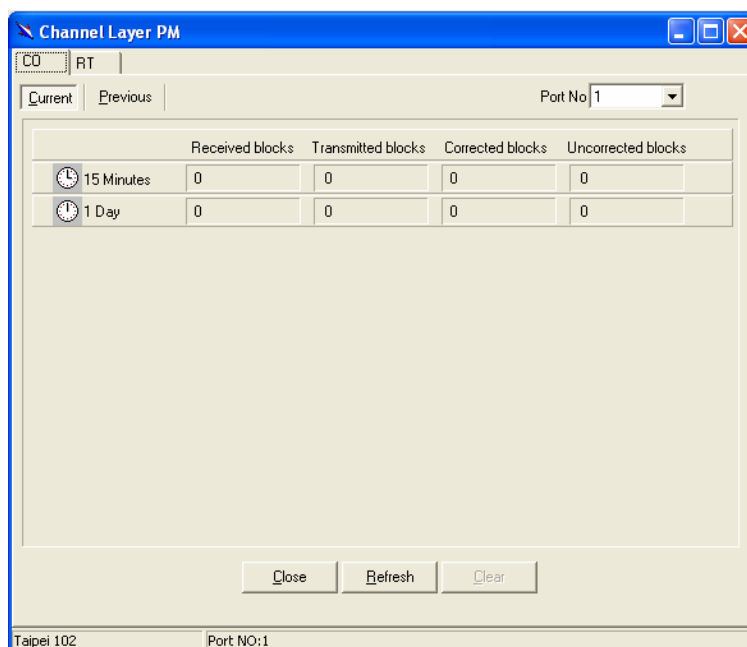 Channel Layer PM
CO RT
Current Previous Port No 1
Received blocks Transmitted blocks Corrected blocks Uncorrected blocks
15 Minutes 0 0 0 0
1 Day 0 0 0 0
Close Refresh Clear
Taipei 102 Port NO:1